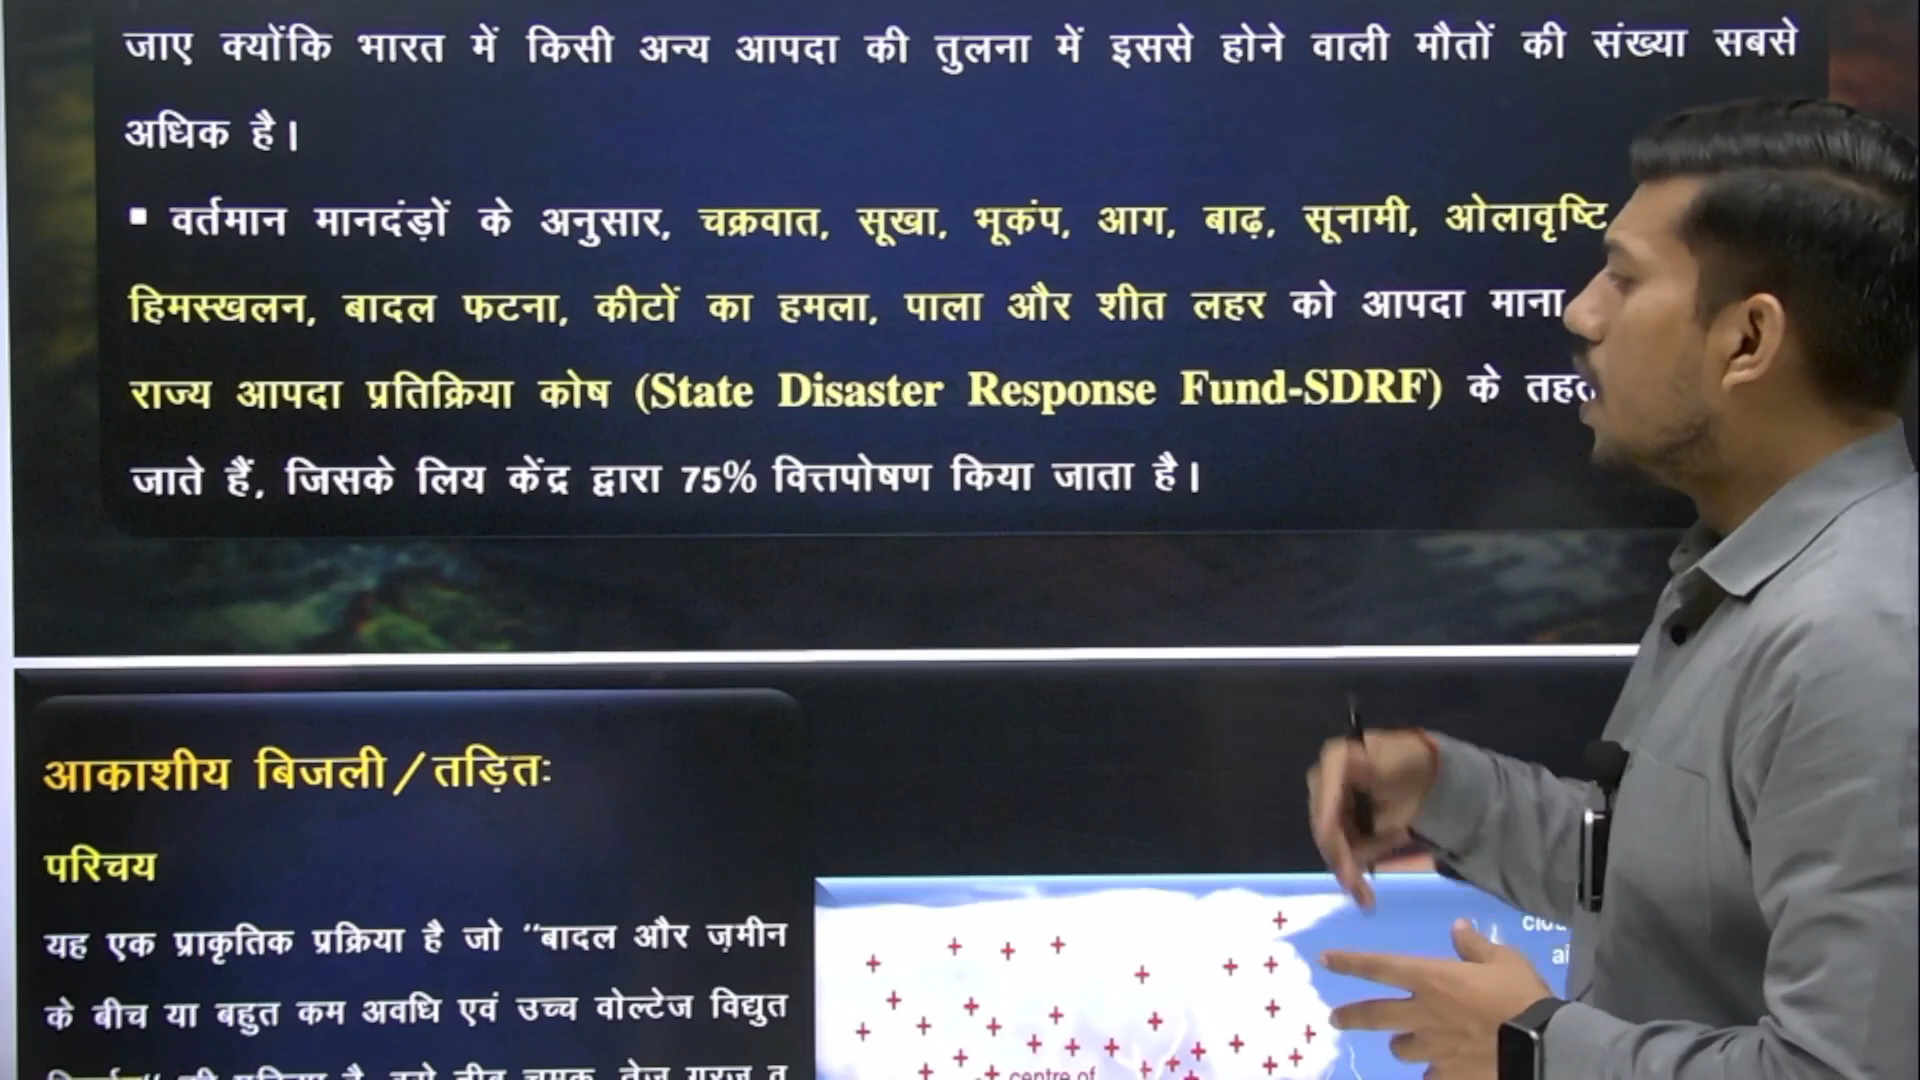 जाए क्योंकि भारत में किसी अन्य आपदा की तुलना में इससे होने वाली मौतों की संख्या सबसे
अधिक है।
▪ वर्तमान मानदंड़ों के अनुसार, चक्रवात, सूखा, भूकंप, आग, बाढ़, सूनामी, ओलावृष्टि
हिमस्खलन, बादल फटना, कीटों का हमला, पाला और शीत लहर को आपदा माना
राज्य आपदा प्रतिक्रिया कोष (State Disaster Response Fund-SDRF) के तहत
जाते हैं, जिसके लिय केंद्र द्वारा 75% वित्तपोषण किया जाता है।
आकाशीय बिजली/तड़ितः
परिचय
यह एक प्राकृतिक प्रक्रिया है जो "बादल और ज़मीन
के बीच या बहुत कम अवधि एवं उच्च वोल्टेज विद्युत
centre of